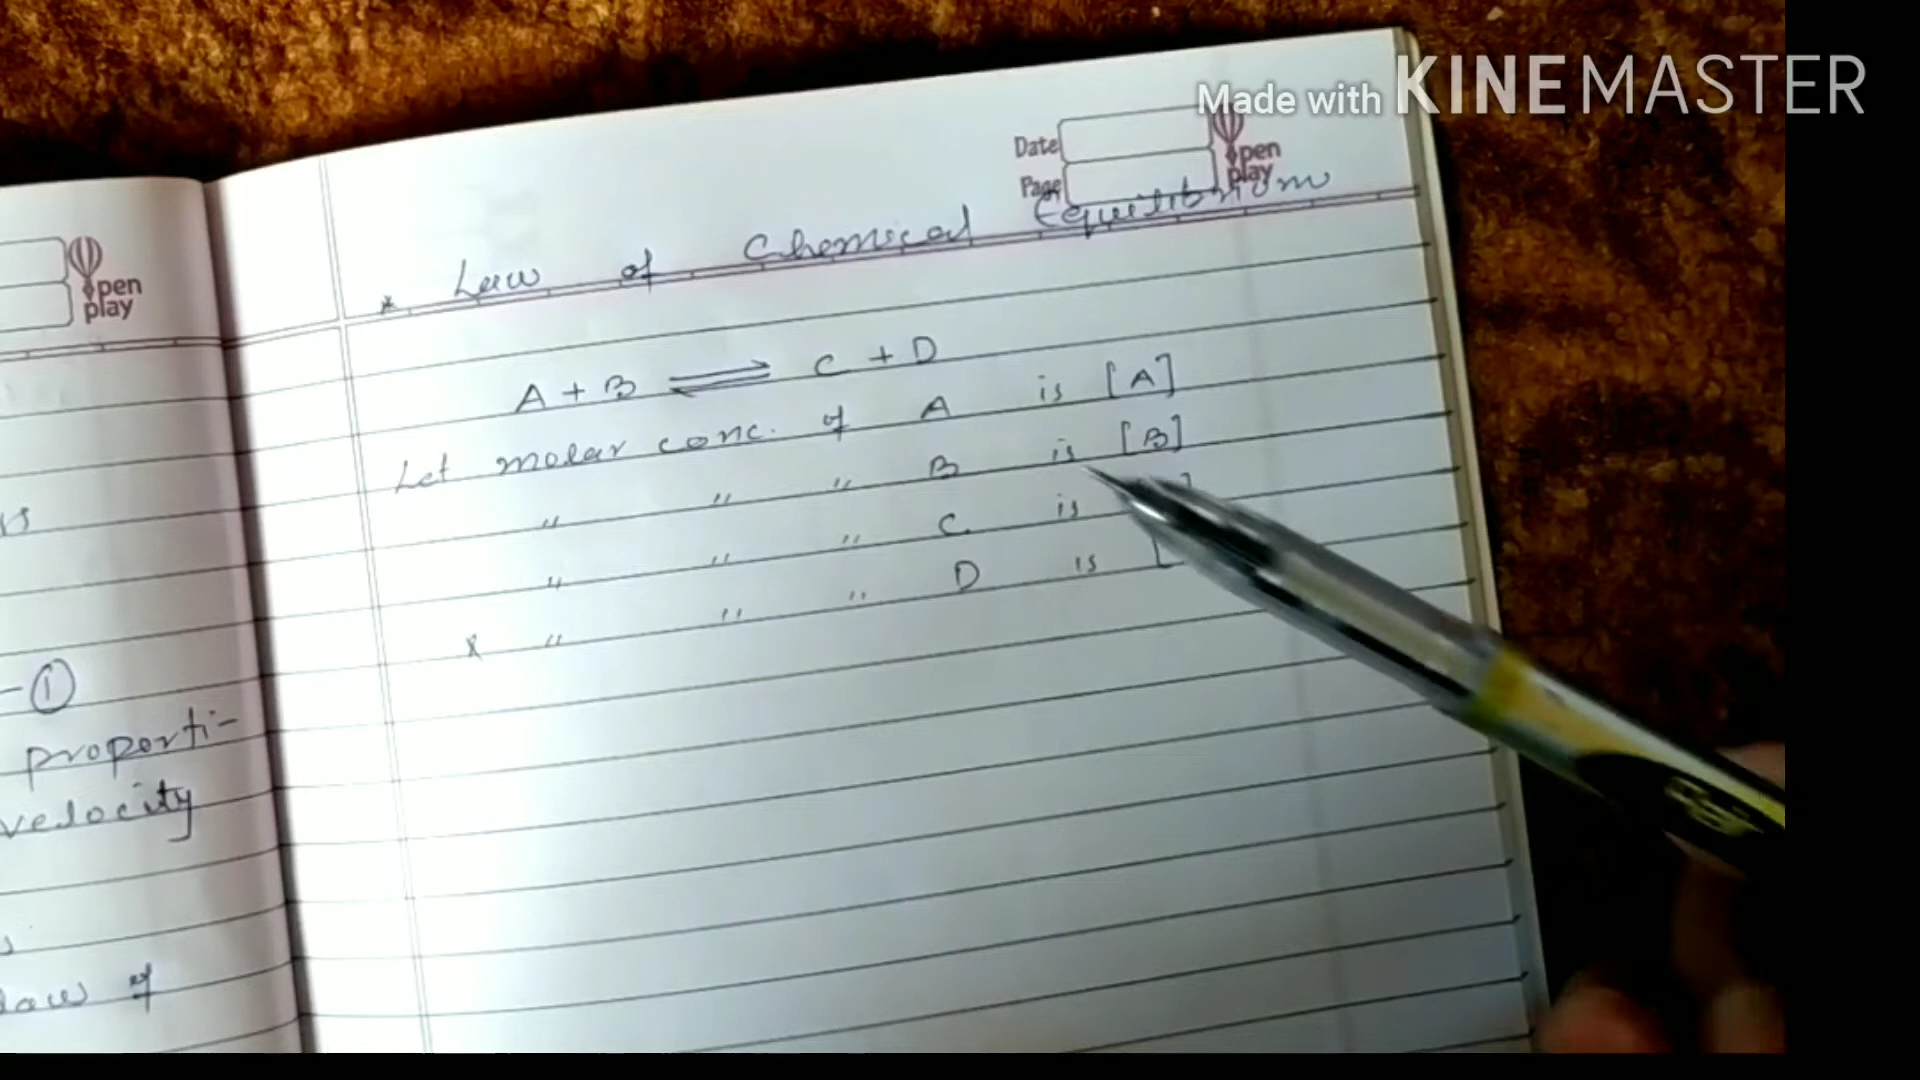 Made with KINEMASTER
Date
Page
pen
play
* Law of Chemical Equilibrium
A + B ⇌ C + D
Let molar conc. of A is [A]
" " " B is [B]
" " " C is ]
& " " " D is [
pen
play
- ①
proporti-
velocity
law of